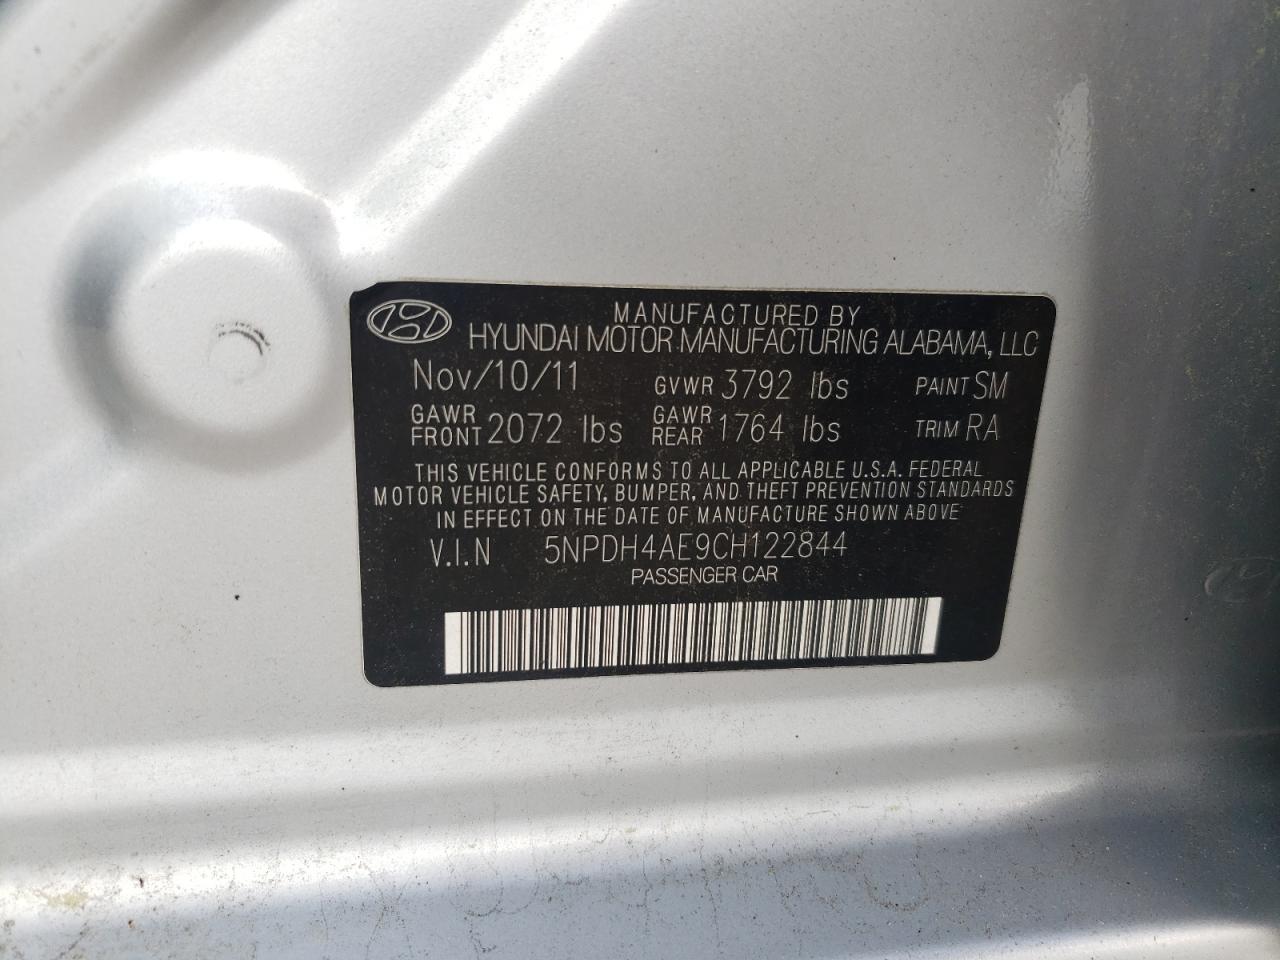 MANUFACTURED BY
HYUNDAI MOTOR MANUFACTURING ALABAMA, LLC
Nov/10/11 GVWR 3792 lbs PAINT SM
GAWR FRONT 2072 lbs GAWR REAR 1764 lbs TRIM RA
THIS VEHICLE CONFORMS TO ALL APPLICABLE U.S.A. FEDERAL
MOTOR VEHICLE SAFETY, BUMPER, AND THEFT PREVENTION STANDARDS
IN EFFECT ON THE DATE OF MANUFACTURE SHOWN ABOVE
V.I.N 5NPDH4AE9CH122844
PASSENGER CAR